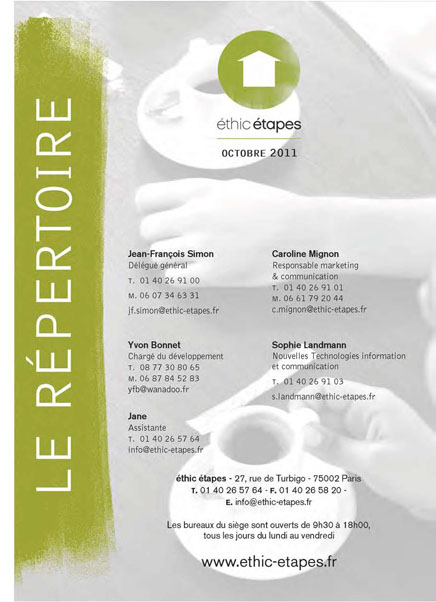 LE RÉPERTOIRE
éthic étapes
OCTOBRE 2011
Jean-François Simon
Délégué général
T. 01 40 26 91 00
M. 06 07 34 63 31
jf.simon@ethic-etapes.fr
Caroline Mignon
Responsable marketing
& communication
T. 01 40 26 91 01
M. 06 61 79 20 44
c.mignon@ethic-etapes.fr
Yvon Bonnet
Chargé du développement
T. 08 77 30 80 65
M. 06 87 84 52 83
yfb@wanadoo.fr
Sophie Landmann
Nouvelles Technologies information
et communication
T. 01 40 26 91 03
s.landmann@ethic-etapes.fr
Jane
Assistante
T. 01 40 26 57 64
info@ethic-etapes.fr
éthic étapes - 27, rue de Turbigo - 75002 Paris
T. 01 40 26 57 64 - F. 01 40 26 58 20 -
E. info@ethic-etapes.fr
Les bureaux du siège sont ouverts de 9h30 à 18h00,
tous les jours du lundi au vendredi
www.ethic-etapes.fr